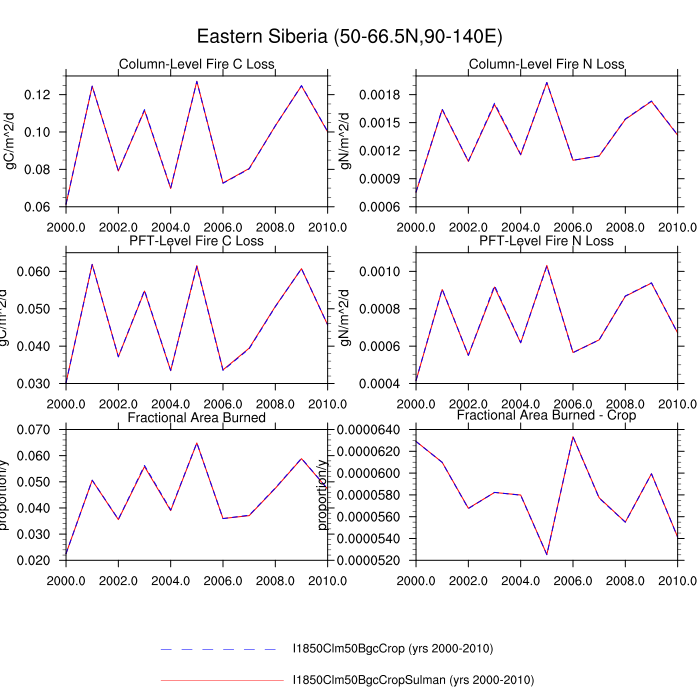 Eastern Siberia (50-66.5N,90-140E)
Column-Level Fire C Loss
gC/m^2/d
0.12
0.10
0.08
0.06
2000.0 2002.0 2004.0 2006.0 2008.0 2010.0
Column-Level Fire N Loss
gN/m^2/d
0.0018
0.0015
0.0012
0.0009
0.0006
2000.0 2002.0 2004.0 2006.0 2008.0 2010.0
PFT-Level Fire C Loss
gC/m^2/d
0.060
0.050
0.040
0.030
2000.0 2002.0 2004.0 2006.0 2008.0 2010.0
PFT-Level Fire N Loss
gN/m^2/d
0.0010
0.0008
0.0006
0.0004
2000.0 2002.0 2004.0 2006.0 2008.0 2010.0
Fractional Area Burned
proportion/y
0.070
0.060
0.050
0.040
0.030
0.020
2000.0 2002.0 2004.0 2006.0 2008.0 2010.0
Fractional Area Burned - Crop
proportion/y
0.0000640
0.0000620
0.0000600
0.0000580
0.0000560
0.0000540
0.0000520
2000.0 2002.0 2004.0 2006.0 2008.0 2010.0
I1850Clm50BgcCrop (yrs 2000-2010)
I1850Clm50BgcCropSulman (yrs 2000-2010)